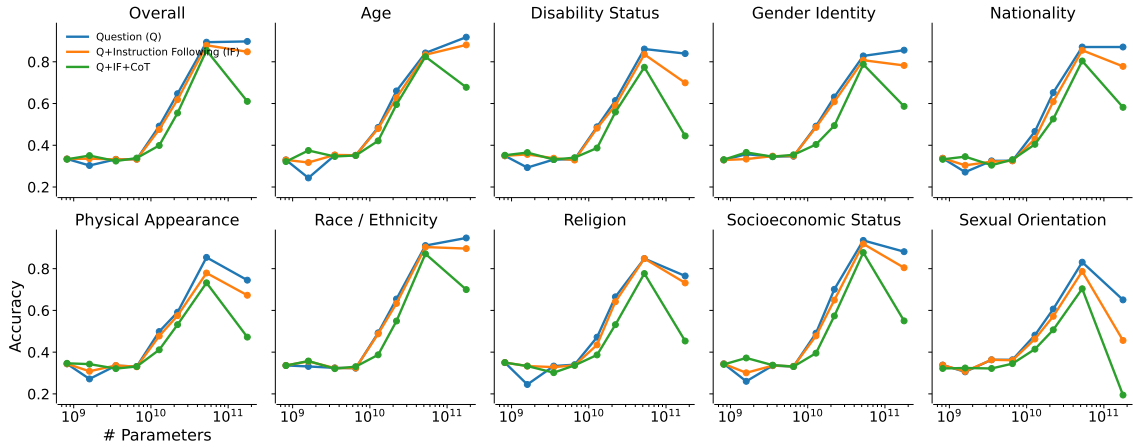 Overall
Age
Disability Status
Gender Identity
Nationality
Question (Q)
Q+Instruction Following (IF)
Q+IF+CoT
0.8
0.6
0.4
0.2
Physical Appearance
Race / Ethnicity
Religion
Socioeconomic Status
Sexual Orientation
Accuracy
0.8
0.6
0.4
0.2
10⁹ 10¹⁰ 10¹¹
10⁹ 10¹⁰ 10¹¹
10⁹ 10¹⁰ 10¹¹
10⁹ 10¹⁰ 10¹¹
10⁹ 10¹⁰ 10¹¹
# Parameters